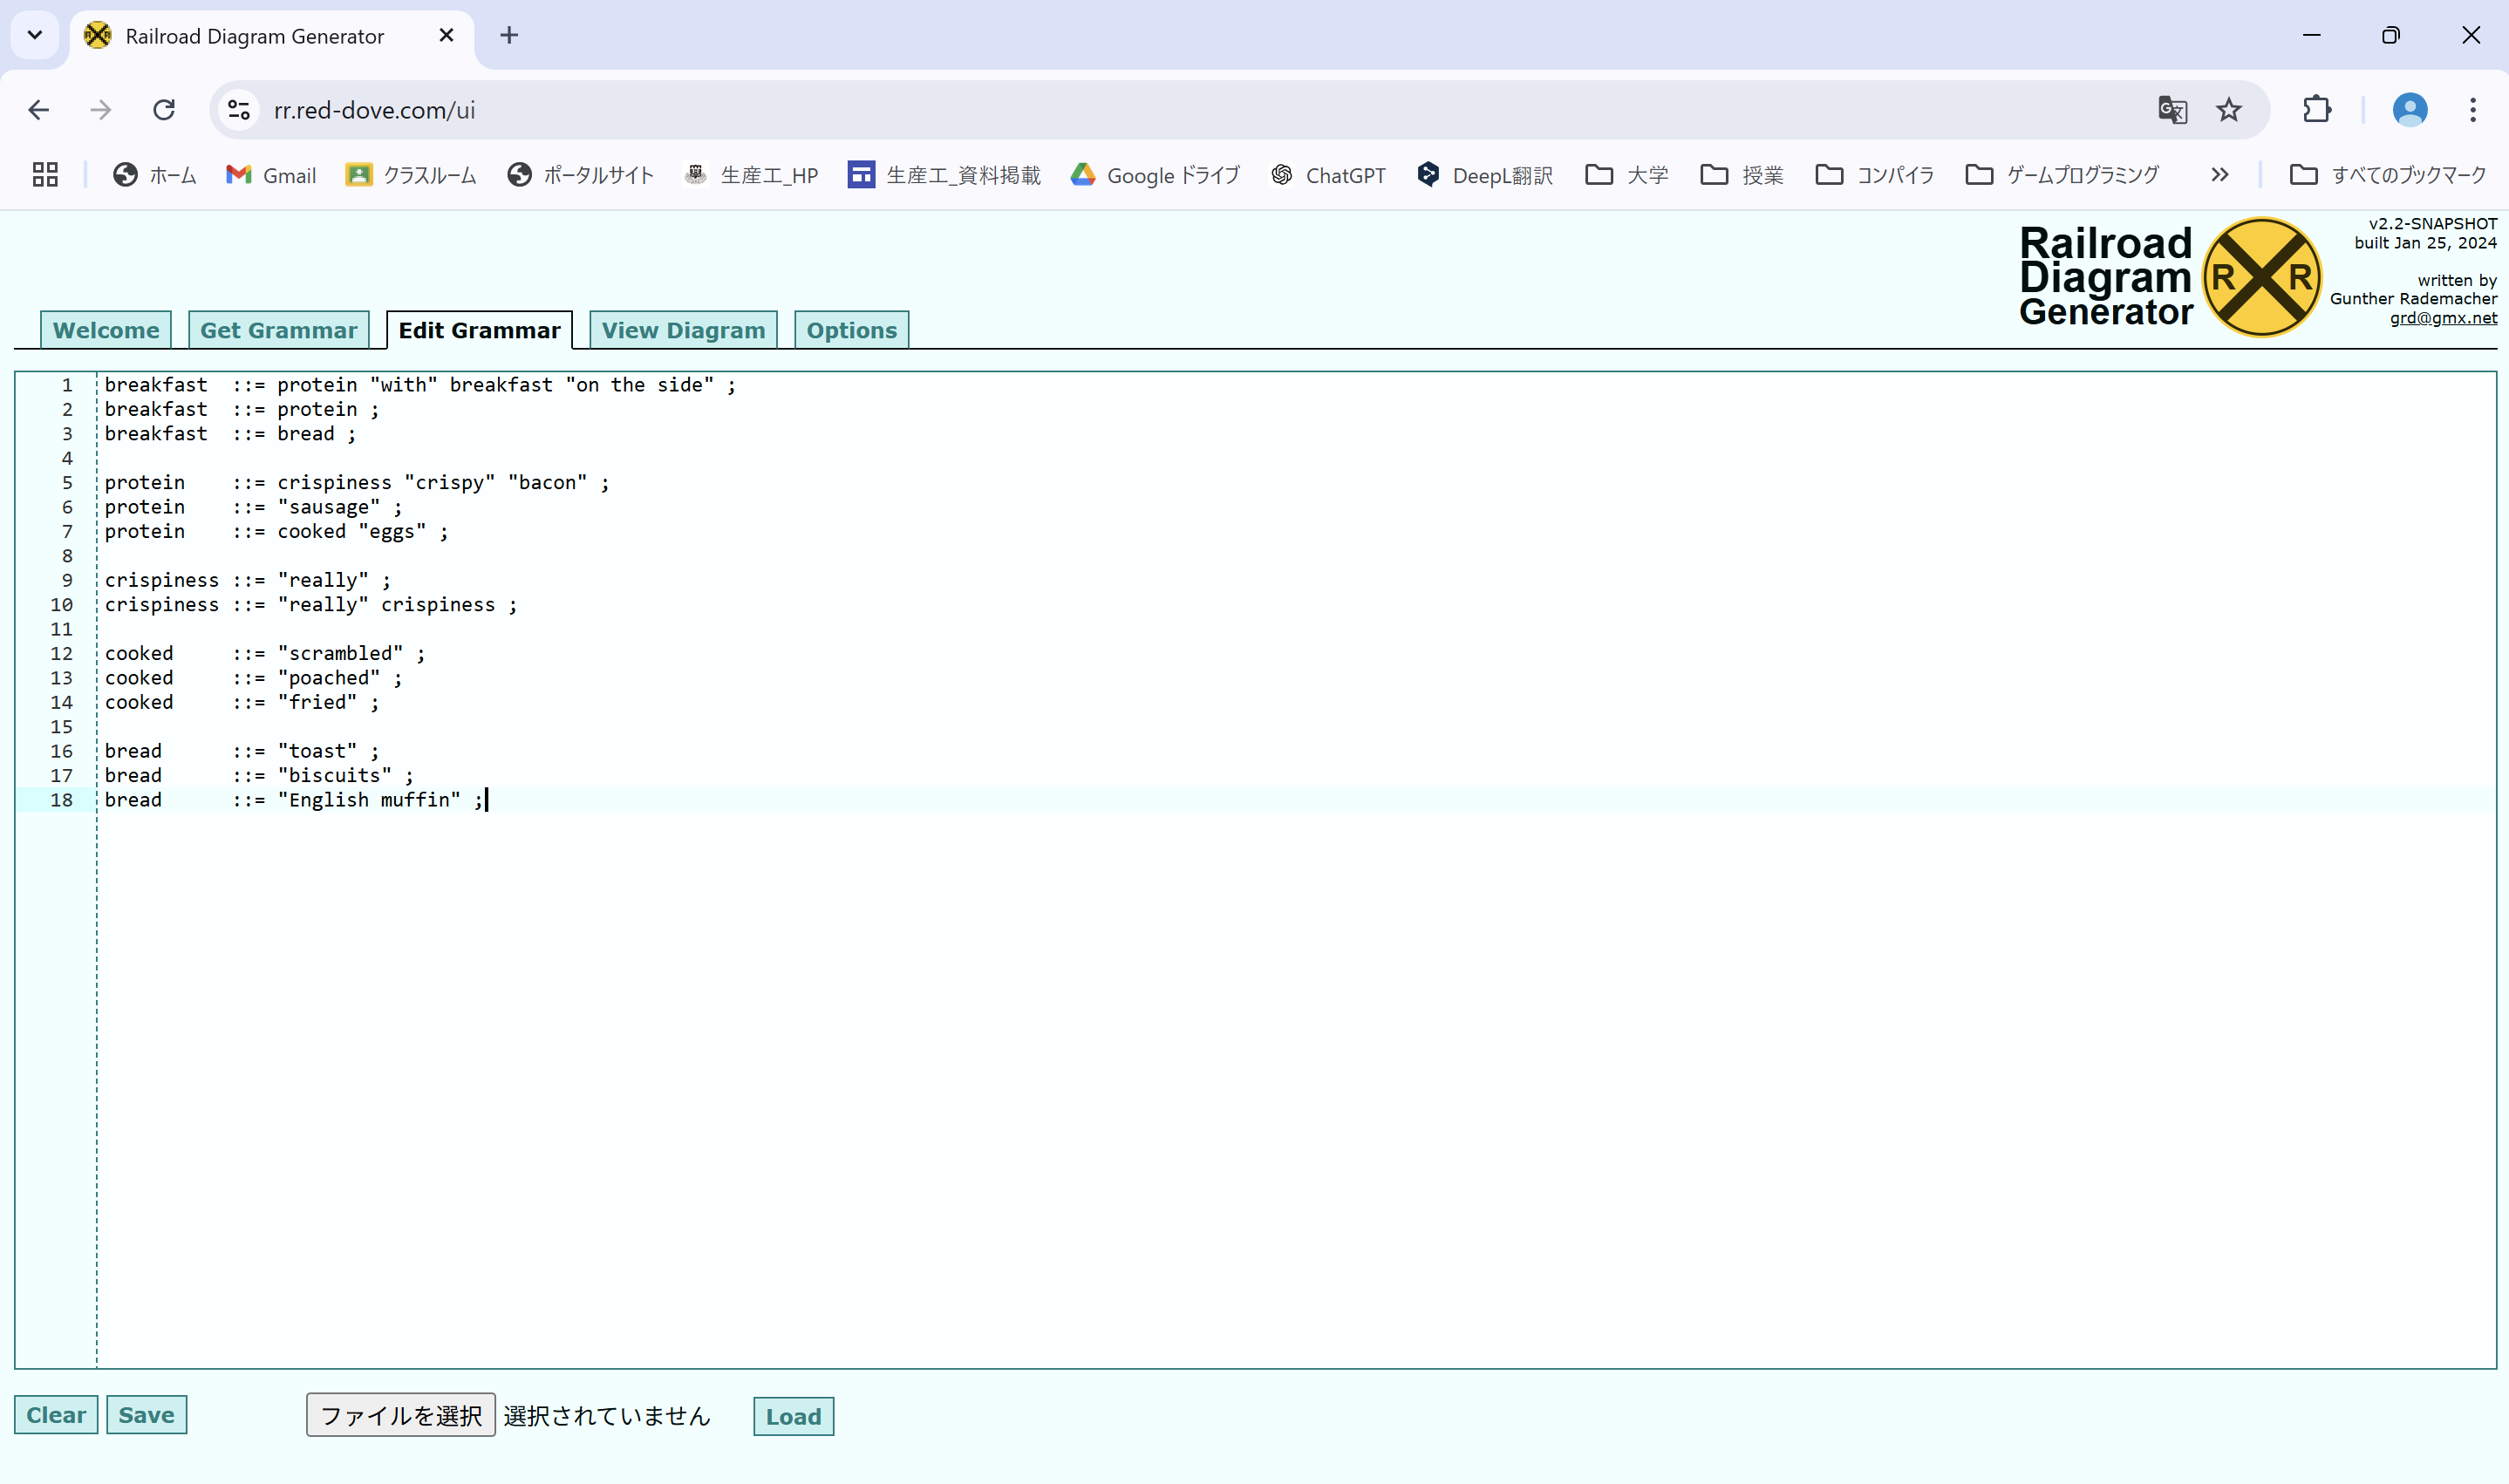 Railroad Diagram Generator
rr.red-dove.com/ui
ホーム Gmail クラスルーム ポータルサイト 生産工_HP 生産工_資料掲載 Google ドライブ ChatGPT DeepL翻訳 大学 授業 コンパイラ ゲームプログラミング すべてのブックマーク
Railroad
Diagram
Generator
R R
v2.2-SNAPSHOT
built Jan 25, 2024
written by
Gunther Rademacher
grd@gmx.net
Welcome Get Grammar Edit Grammar View Diagram Options
1 breakfast ::= protein "with" breakfast "on the side" ;
2 breakfast ::= protein ;
3 breakfast ::= bread ;
4
5 protein ::= crispiness "crispy" "bacon" ;
6 protein ::= "sausage" ;
7 protein ::= cooked "eggs" ;
8
9 crispiness ::= "really" ;
10 crispiness ::= "really" crispiness ;
11
12 cooked ::= "scrambled" ;
13 cooked ::= "poached" ;
14 cooked ::= "fried" ;
15
16 bread ::= "toast" ;
17 bread ::= "biscuits" ;
18 bread ::= "English muffin" ;
Clear Save ファイルを選択 選択されていません Load